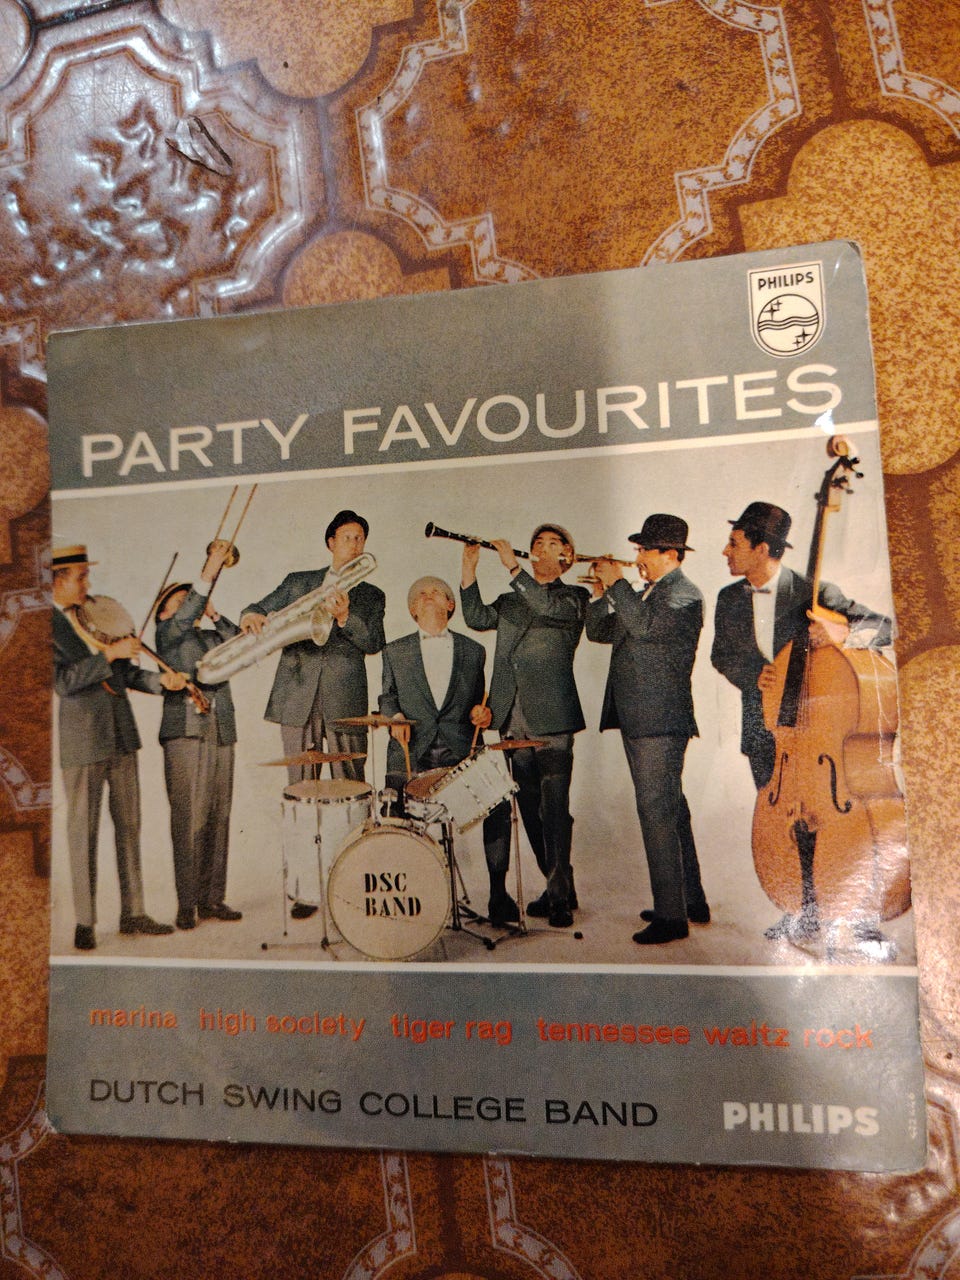 PHILIPS
PARTY FAVOURITES
DSC
BAND
marina high society tiger rag tennessee waltz rock
DUTCH SWING COLLEGE BAND
PHILIPS